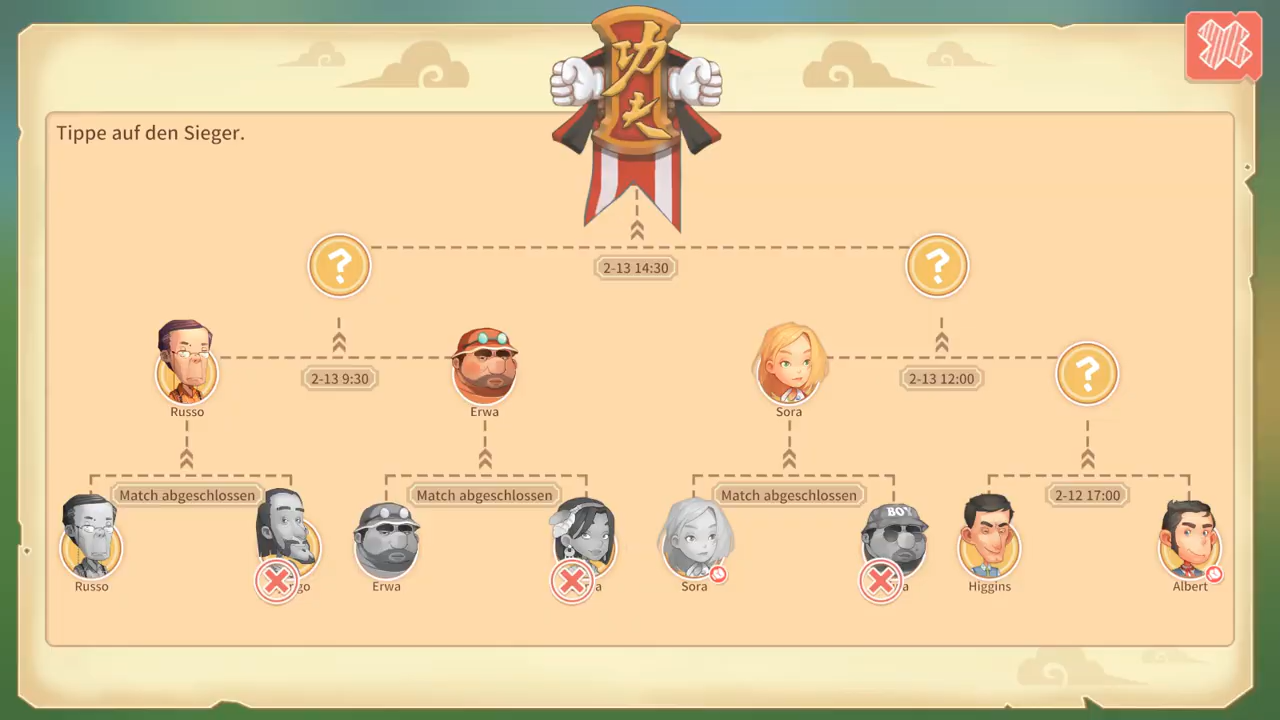 功夫
Tippe auf den Sieger.
2-13 14:30
2-13 9:30
2-13 12:00
Russo
Erwa
Sora
Match abgeschlossen
Match abgeschlossen
Match abgeschlossen
2-12 17:00
BOY
Russo
Erwa
Sora
Higgins
Albert